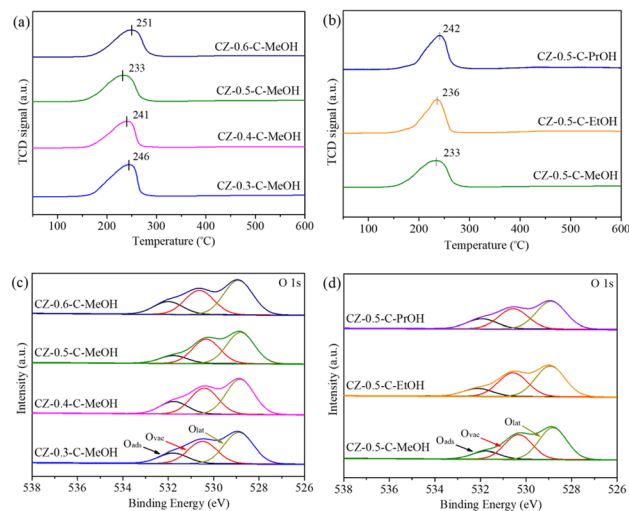 (a)
251
CZ-0.6-C-MeOH
233
CZ-0.5-C-MeOH
241
CZ-0.4-C-MeOH
246
CZ-0.3-C-MeOH
TCD signal (a.u.)
100 200 300 400 500 600
Temperature (℃)
(b)
242
CZ-0.5-C-PrOH
236
CZ-0.5-C-EtOH
233
CZ-0.5-C-MeOH
TCD signal (a.u.)
100 200 300 400 500 600
Temperature (℃)
(c)
O 1s
CZ-0.6-C-MeOH
CZ-0.5-C-MeOH
CZ-0.4-C-MeOH
Oads Ovac Olat
CZ-0.3-C-MeOH
Intensity (a.u.)
538 536 534 532 530 528 526
Binding Energy (eV)
(d)
O 1s
CZ-0.5-C-PrOH
CZ-0.5-C-EtOH
Oads Ovac Olat
CZ-0.5-C-MeOH
Intensity (a.u.)
538 536 534 532 530 528 526
Binding Energy (eV)